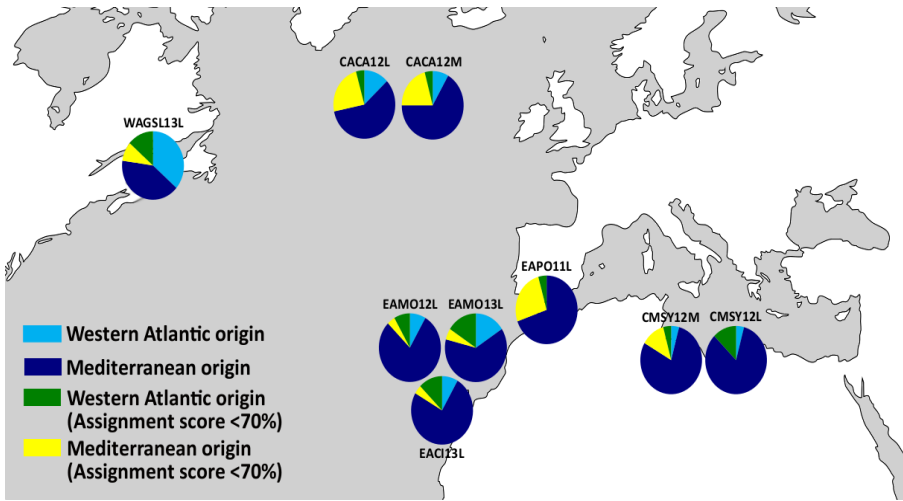 CACA12L
CACA12M
WAGSL13L
EAPO11L
EAMO12L
EAMO13L
CMSY12M
CMSY12L
EACI13L
Western Atlantic origin
Mediterranean origin
Western Atlantic origin
(Assignment score <70%)
Mediterranean origin
(Assignment score <70%)